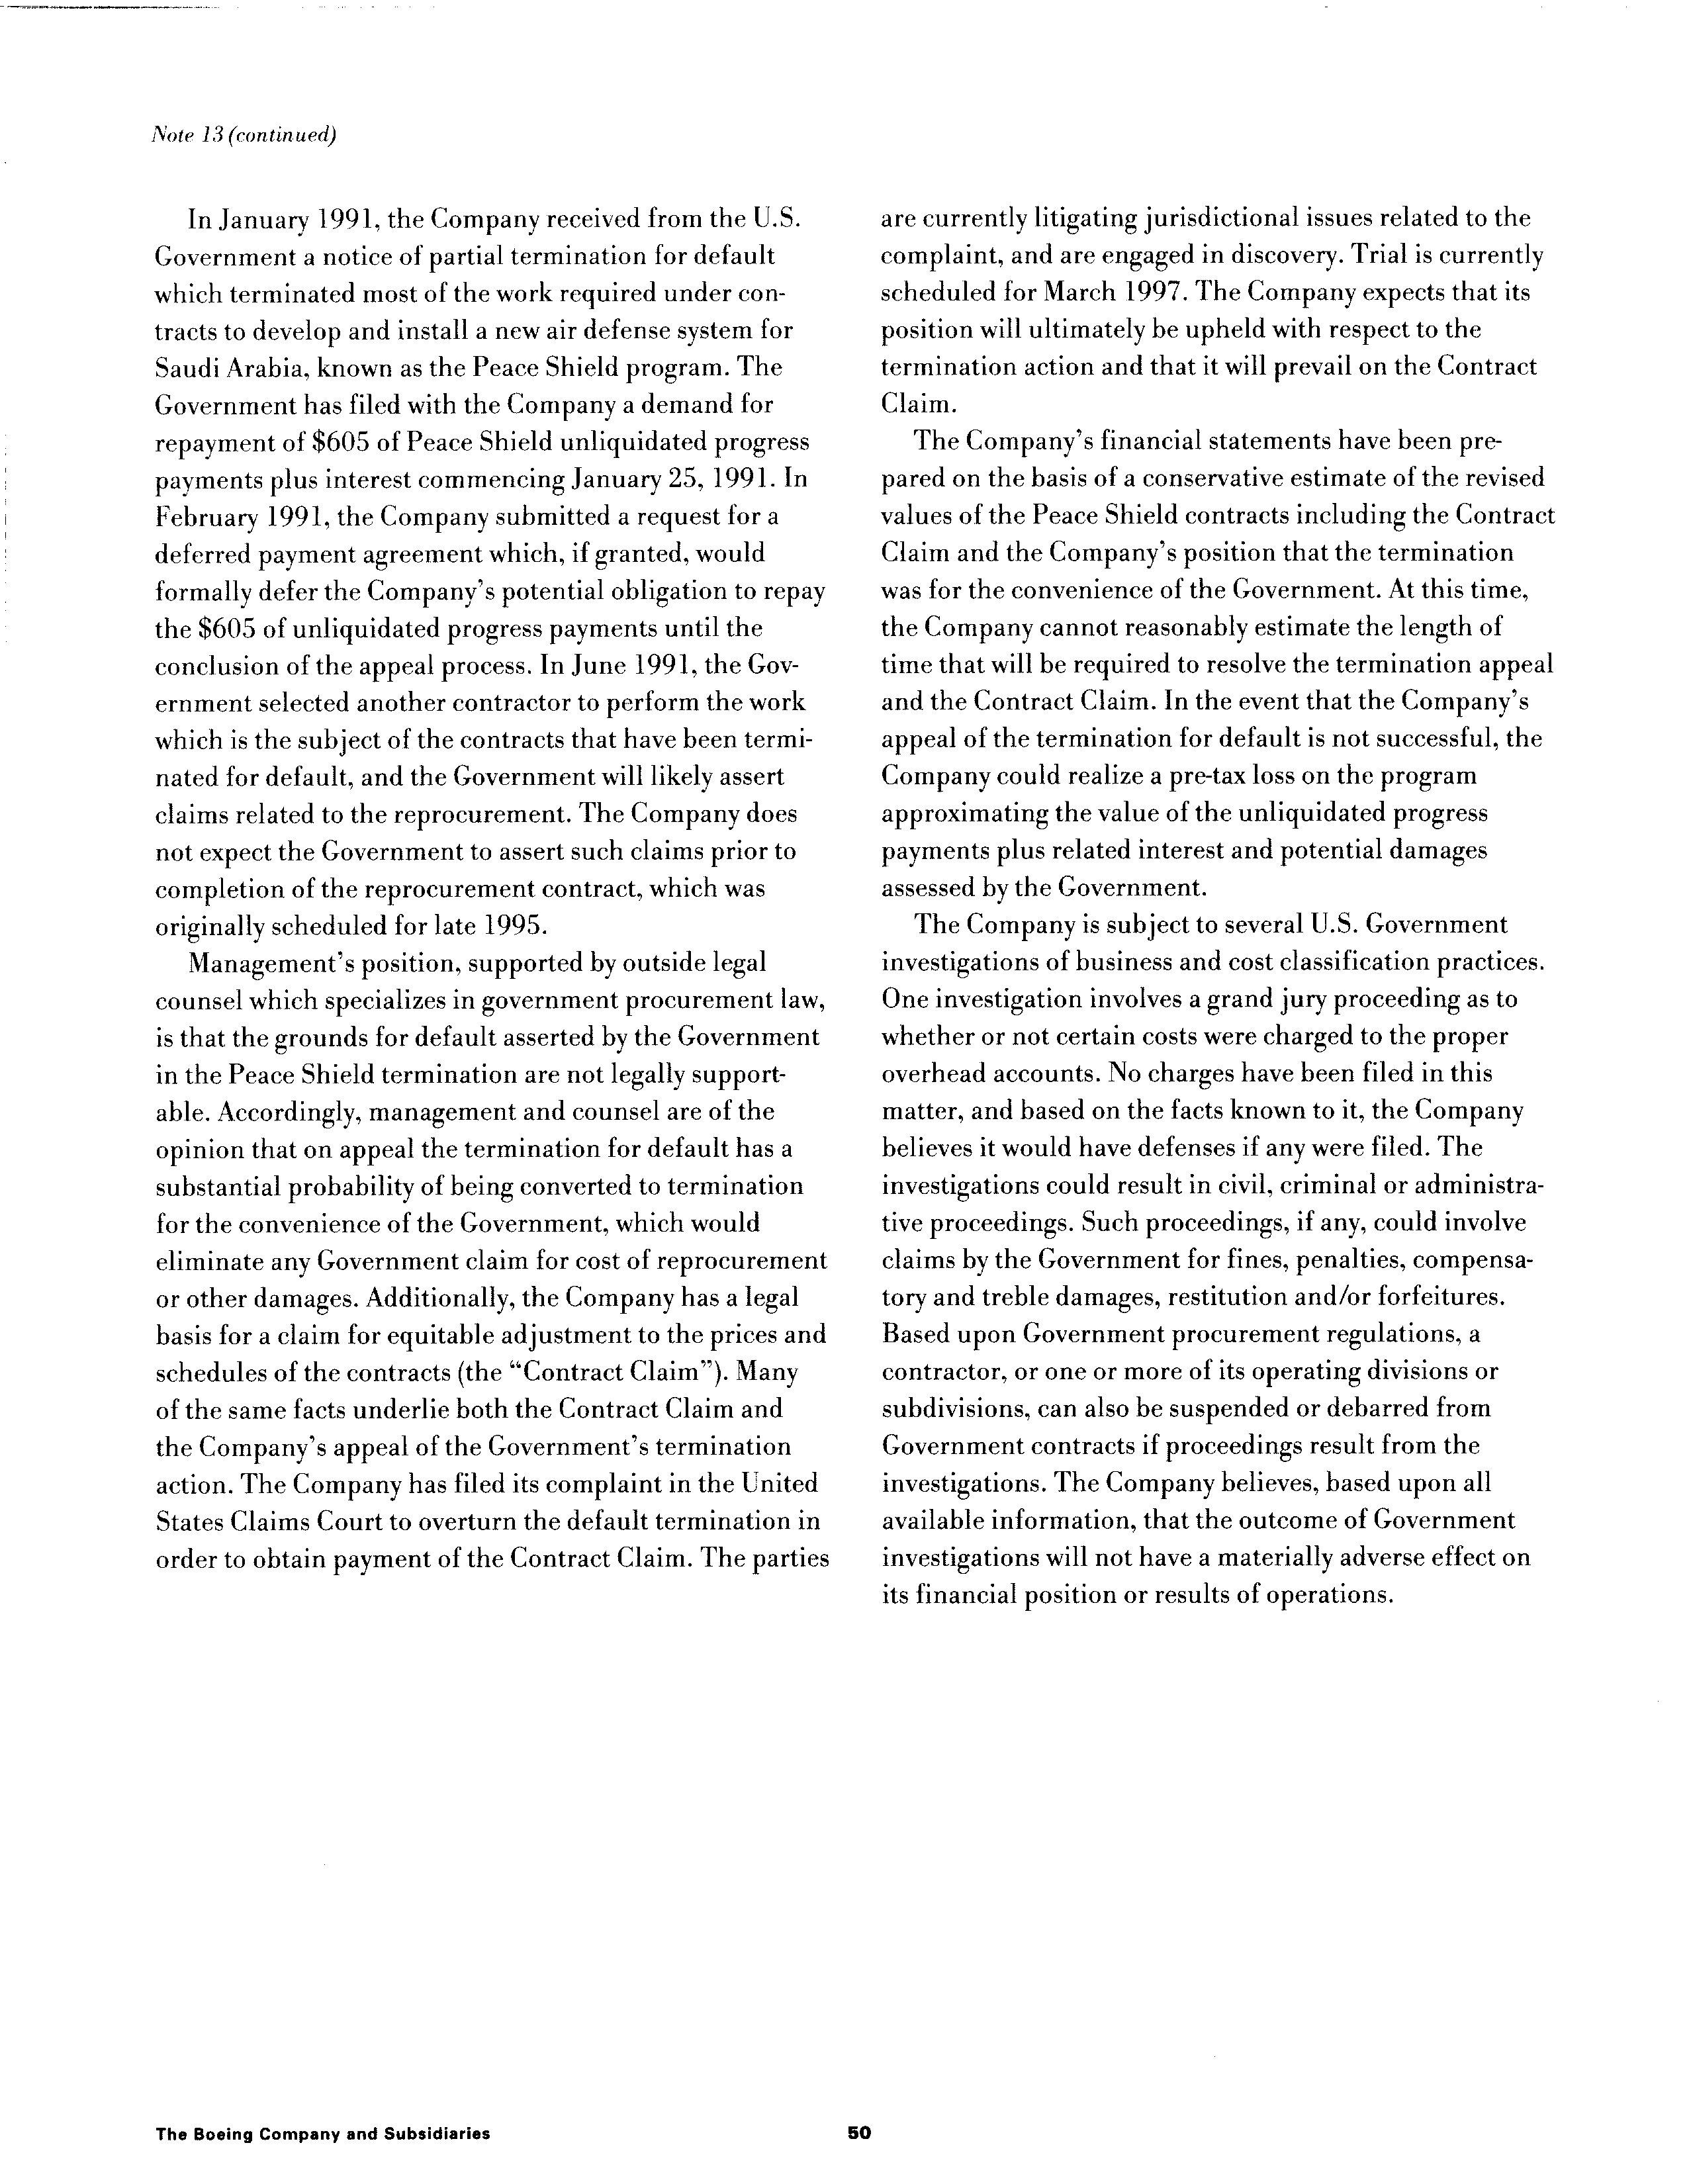 Note 13 (continued)
In January 1991, the Company received from the U.S.
Government a notice of partial termination for default
which terminated most of the work required under con-
tracts to develop and install a new air defense system for
Saudi Arabia, known as the Peace Shield program. The
Government has filed with the Company a demand for
repayment of $605 of Peace Shield unliquidated progress
payments plus interest commencing January 25, 1991. In
February 1991, the Company submitted a request for a
deferred payment agreement which, if granted, would
formally defer the Company's potential obligation to repay
the $605 of unliquidated progress payments until the
conclusion of the appeal process. In June 1991, the Gov-
ernment selected another contractor to perform the work
which is the subject of the contracts that have been termi-
nated for default, and the Government will likely assert
claims related to the reprocurement. The Company does
not expect the Government to assert such claims prior to
completion of the reprocurement contract, which was
originally scheduled for late 1995.
Management's position, supported by outside legal
counsel which specializes in government procurement law,
is that the grounds for default asserted by the Government
in the Peace Shield termination are not legally support-
able. Accordingly, management and counsel are of the
opinion that on appeal the termination for default has a
substantial probability of being converted to termination
for the convenience of the Government, which would
eliminate any Government claim for cost of reprocurement
or other damages. Additionally, the Company has a legal
basis for a claim for equitable adjustment to the prices and
schedules of the contracts (the “Contract Claim”). Many
of the same facts underlie both the Contract Claim and
the Company's appeal of the Government's termination
action. The Company has filed its complaint in the United
States Claims Court to overturn the default termination in
order to obtain payment of the Contract Claim. The parties
are currently litigating jurisdictional issues related to the
complaint, and are engaged in discovery. Trial is currently
scheduled for March 1997. The Company expects that its
position will ultimately be upheld with respect to the
termination action and that it will prevail on the Contract
Claim.
The Company's financial statements have been pre-
pared on the basis of a conservative estimate of the revised
values of the Peace Shield contracts including the Contract
Claim and the Company's position that the termination
was for the convenience of the Government. At this time,
the Company cannot reasonably estimate the length of
time that will be required to resolve the termination appeal
and the Contract Claim. In the event that the Company's
appeal of the termination for default is not successful, the
Company could realize a pre-tax loss on the program
approximating the value of the unliquidated progress
payments plus related interest and potential damages
assessed by the Government.
The Company is subject to several U.S. Government
investigations of business and cost classification practices.
One investigation involves a grand jury proceeding as to
whether or not certain costs were charged to the proper
overhead accounts. No charges have been filed in this
matter, and based on the facts known to it, the Company
believes it would have defenses if any were filed. The
investigations could result in civil, criminal or administra-
tive proceedings. Such proceedings, if any, could involve
claims by the Government for fines, penalties, compensa-
tory and treble damages, restitution and/or forfeitures.
Based upon Government procurement regulations, a
contractor, or one or more of its operating divisions or
subdivisions, can also be suspended or debarred from
Government contracts if proceedings result from the
investigations. The Company believes, based upon all
available information, that the outcome of Government
investigations will not have a materially adverse effect on
its financial position or results of operations.
The Boeing Company and Subsidiaries
50